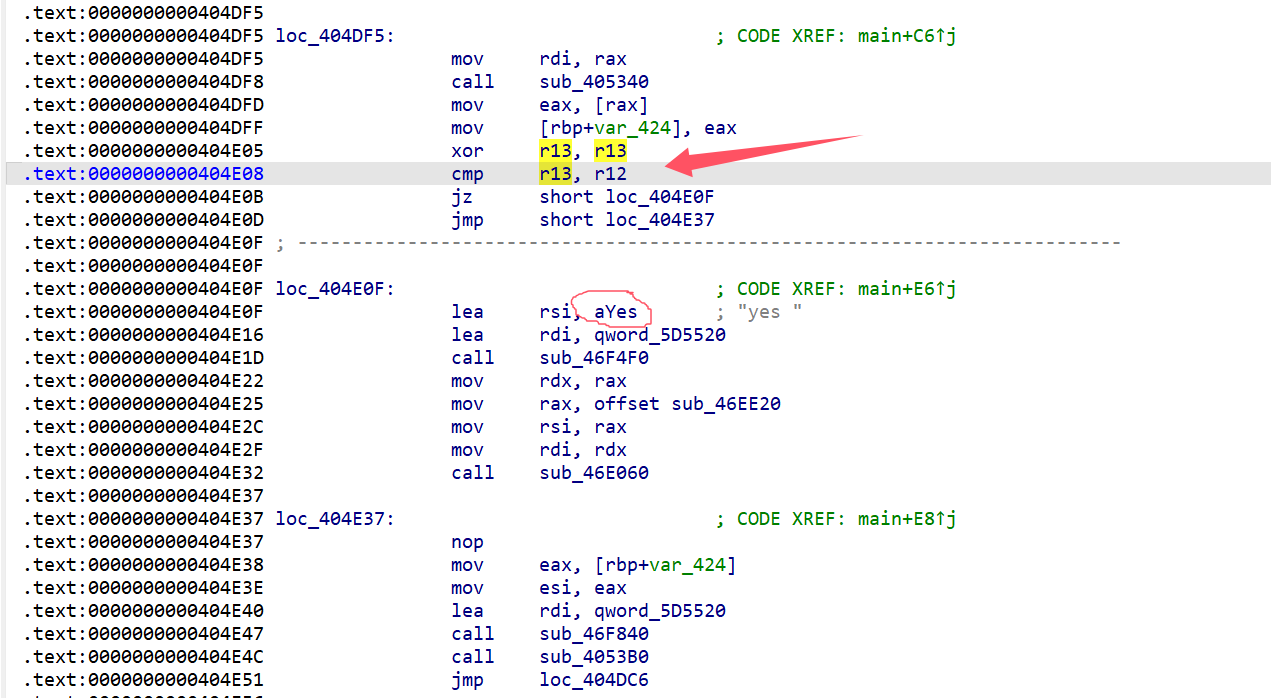 .text:0000000000404DF5
.text:0000000000404DF5 loc_404DF5: ; CODE XREF: main+C6↑j
.text:0000000000404DF5 mov rdi, rax
.text:0000000000404DF8 call sub_405340
.text:0000000000404DFD mov eax, [rax]
.text:0000000000404DFF mov [rbp+var_424], eax
.text:0000000000404E05 xor r13, r13
.text:0000000000404E08 cmp r13, r12
.text:0000000000404E0B jz short loc_404E0F
.text:0000000000404E0D jmp short loc_404E37
.text:0000000000404E0F ; ---------------------------------------------------------------------------
.text:0000000000404E0F
.text:0000000000404E0F loc_404E0F: ; CODE XREF: main+E6↑j
.text:0000000000404E0F lea rsi, aYes ; "yes "
.text:0000000000404E16 lea rdi, qword_5D5520
.text:0000000000404E1D call sub_46F4F0
.text:0000000000404E22 mov rdx, rax
.text:0000000000404E25 mov rax, offset sub_46EE20
.text:0000000000404E2C mov rsi, rax
.text:0000000000404E2F mov rdi, rdx
.text:0000000000404E32 call sub_46E060
.text:0000000000404E37
.text:0000000000404E37 loc_404E37: ; CODE XREF: main+E8↑j
.text:0000000000404E37 nop
.text:0000000000404E38 mov eax, [rbp+var_424]
.text:0000000000404E3E mov esi, eax
.text:0000000000404E40 lea rdi, qword_5D5520
.text:0000000000404E47 call sub_46F840
.text:0000000000404E4C call sub_4053B0
.text:0000000000404E51 jmp loc_404DC6